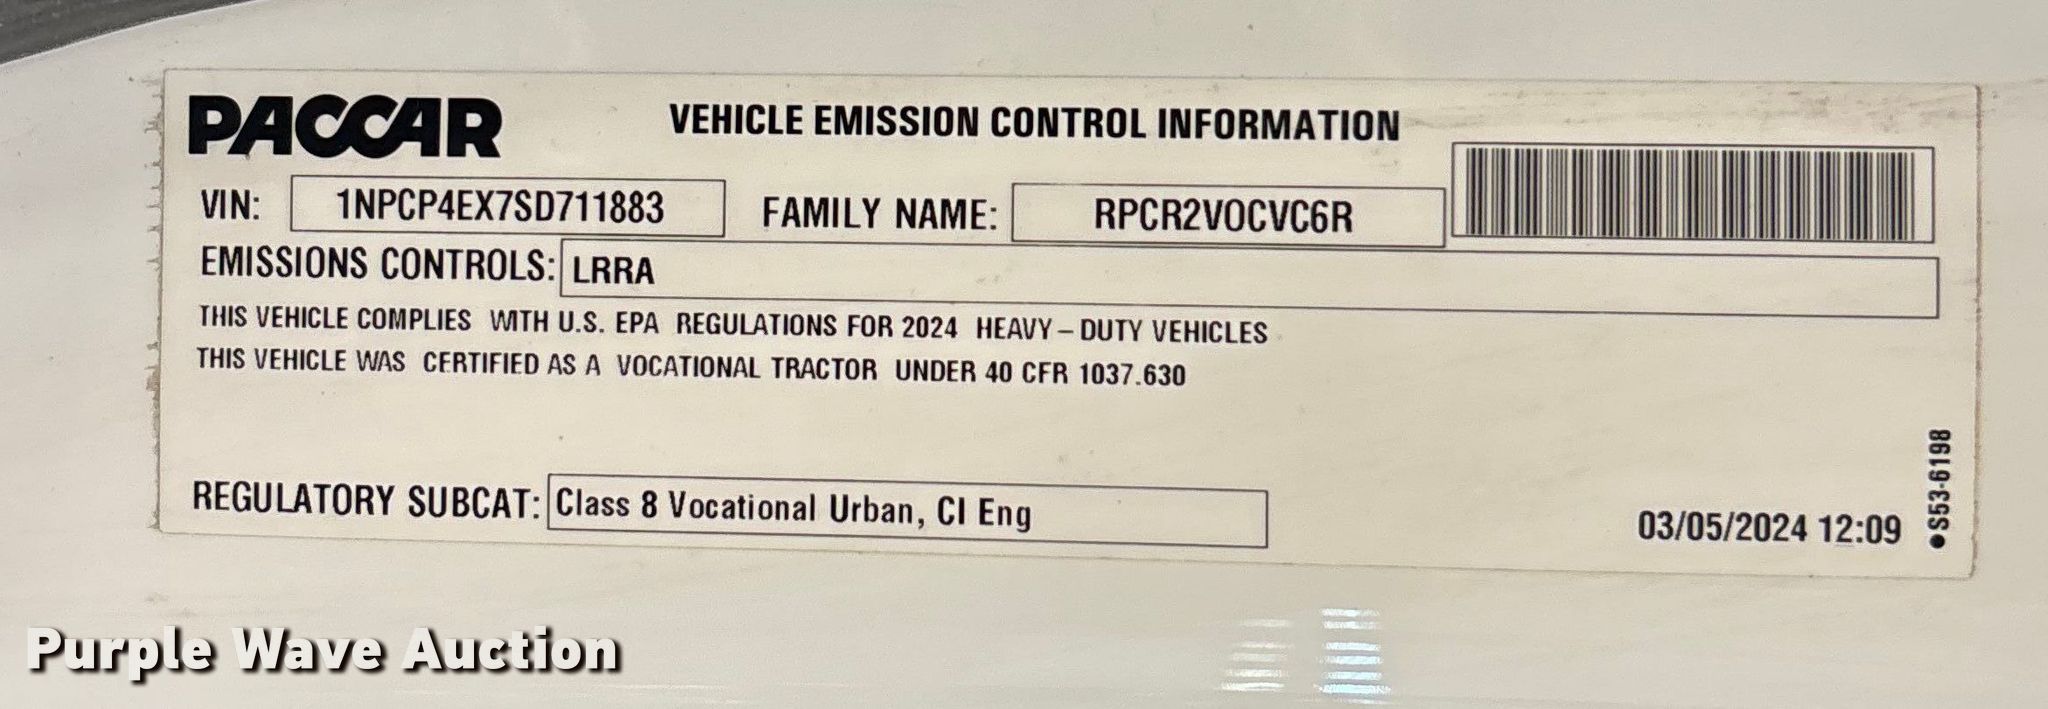 PACCAR
VEHICLE EMISSION CONTROL INFORMATION
VIN: 1NPCP4EX7SD711883 FAMILY NAME: RPCR2VOCVC6R
EMISSIONS CONTROLS: LRRA
THIS VEHICLE COMPLIES WITH U.S. EPA REGULATIONS FOR 2024 HEAVY-DUTY VEHICLES
THIS VEHICLE WAS CERTIFIED AS A VOCATIONAL TRACTOR UNDER 40 CFR 1037.630
REGULATORY SUBCAT: Class 8 Vocational Urban, CI Eng
03/05/2024 12:09
●S53-6198
Purple Wave Auction